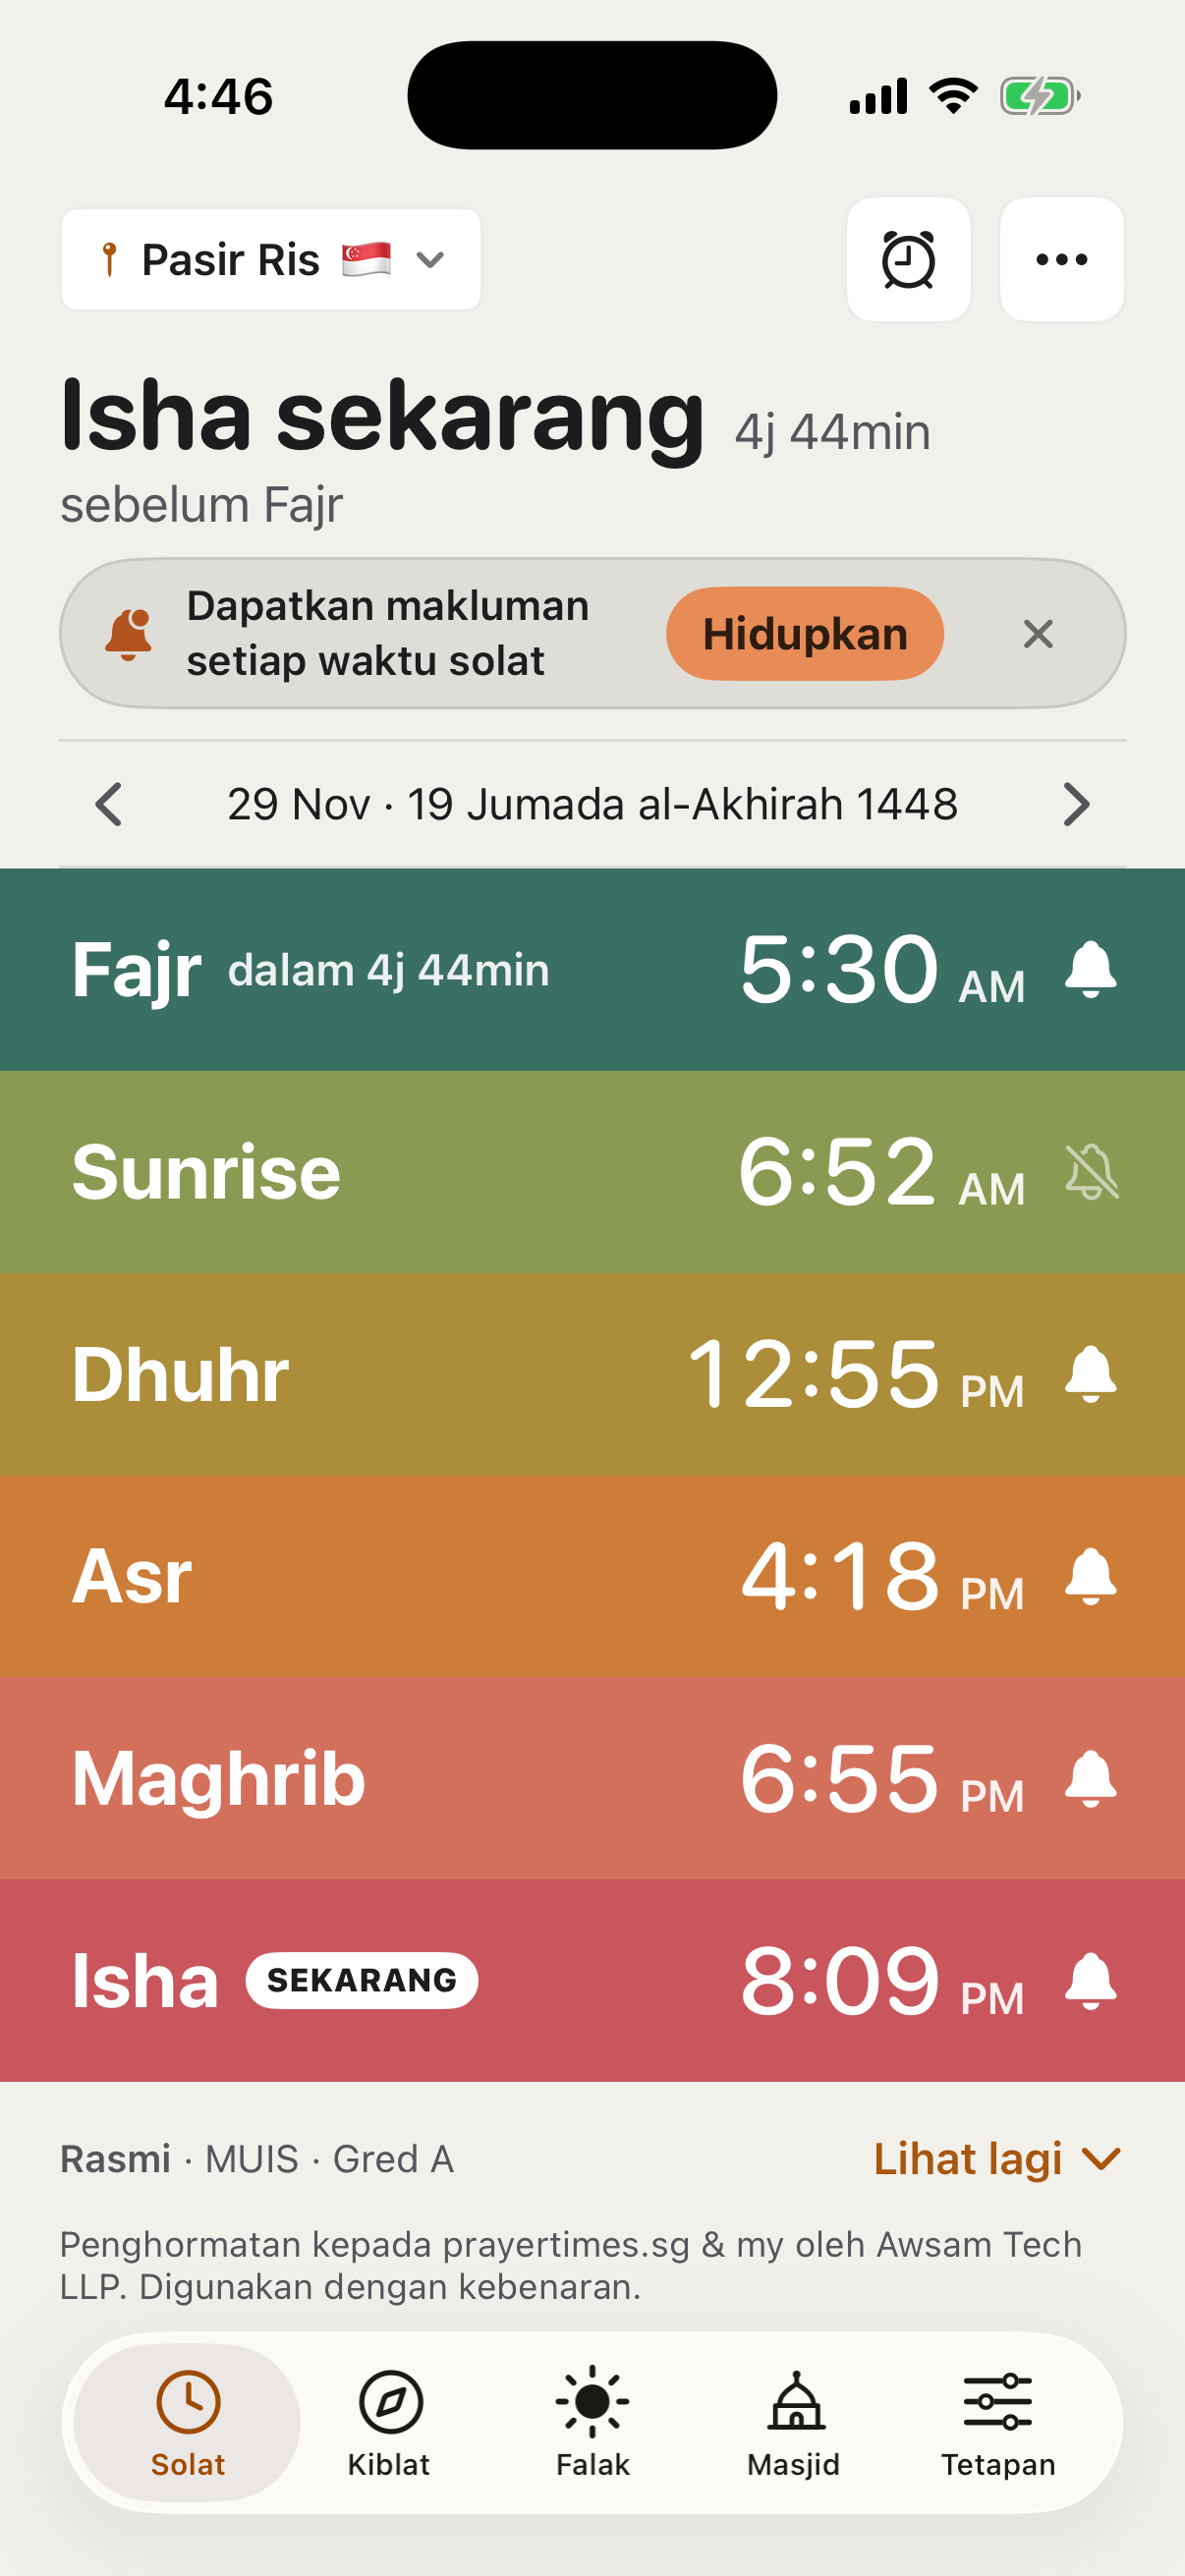 4:46
Pasir Ris
Isha sekarang 4j 44min
sebelum Fajr
Dapatkan makluman
setiap waktu solat
Hidupkan
29 Nov · 19 Jumada al-Akhirah 1448
Fajr dalam 4j 44min 5:30 AM
Sunrise 6:52 AM
Dhuhr 12:55 PM
Asr 4:18 PM
Maghrib 6:55 PM
Isha SEKARANG 8:09 PM
Rasmi · MUIS · Gred A
Lihat lagi
Penghormatan kepada prayertimes.sg & my oleh Awsam Tech
LLP. Digunakan dengan kebenaran.
Solat Kiblat Falak Masjid Tetapan